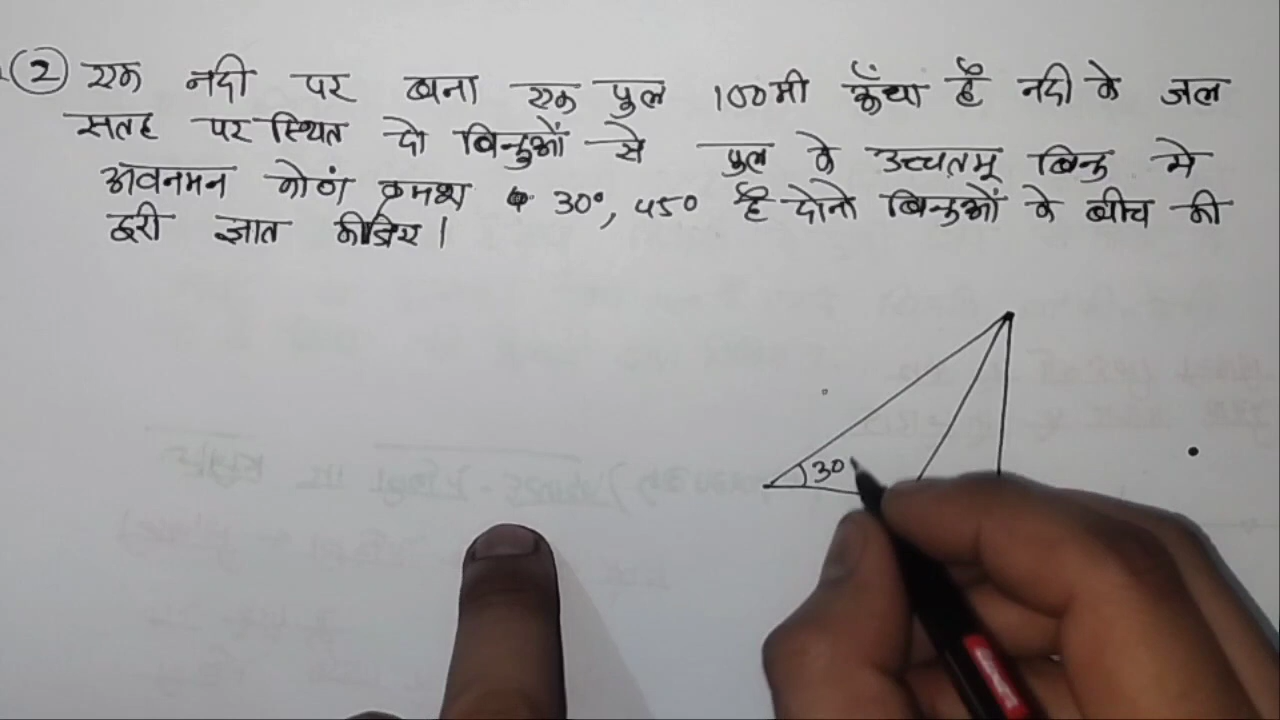 ② एक नदी पर बना एक पुल 100मी ऊँचा है नदी के जल
सतह पर स्थित दो बिन्दुओं से पुल के उच्चतम बिन्दु में
अवनमन कोण क्रमश 30°, 45° है दोनो बिन्दुओं के बीच की
दूरी ज्ञात कीजिए।
30